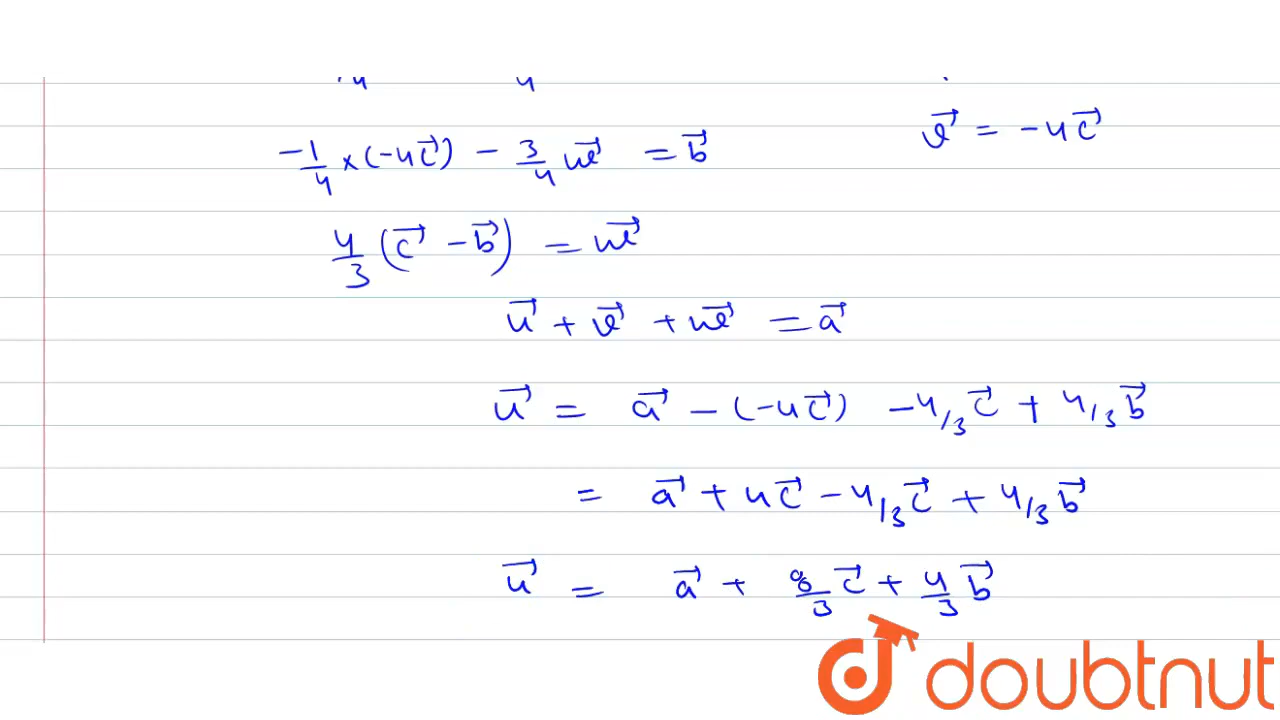 v⃗ = -4c⃗
-1/4 × (-4c⃗) - 3/4 w⃗ = b⃗
4/3 (c⃗ - b⃗) = w⃗
u⃗ + v⃗ + w⃗ = a⃗
u⃗ = a⃗ - (-4c⃗) - 4/3 c⃗ + 4/3 b⃗
= a⃗ + 4c⃗ - 4/3 c⃗ + 4/3 b⃗
u⃗ = a⃗ + 8/3 c⃗ + 4/3 b⃗
doubtnut